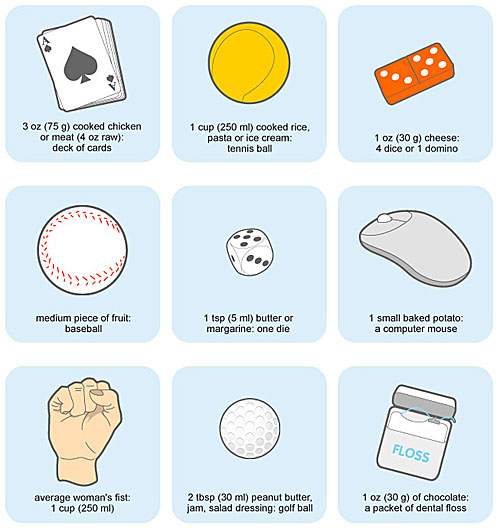 A
3 oz (75 g) cooked chicken
or meat (4 oz raw):
deck of cards
1 cup (250 ml) cooked rice,
pasta or ice cream:
tennis ball
1 oz (30 g) cheese:
4 dice or 1 domino
medium piece of fruit:
baseball
1 tsp (5 ml) butter or
margarine: one die
1 small baked potato:
a computer mouse
average woman's fist:
1 cup (250 ml)
2 tbsp (30 ml) peanut butter,
jam, salad dressing: golf ball
FLOSS
1 oz (30 g) of chocolate:
a packet of dental floss